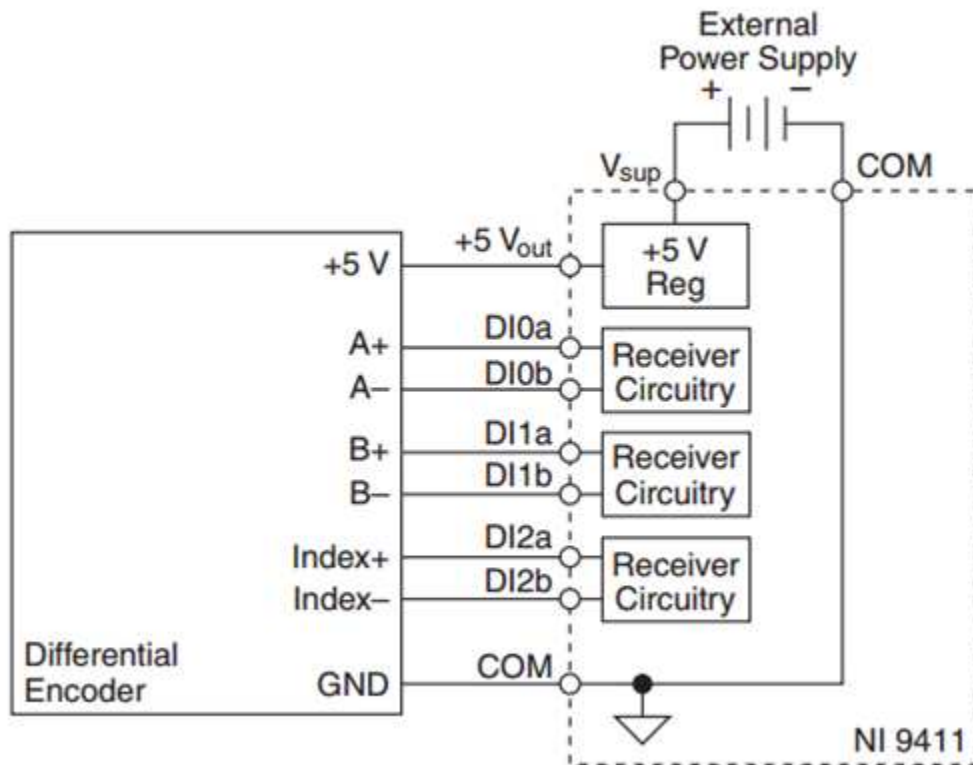 External
Power Supply
+ −
Vsup
COM
+5 V
+5 Vout
+5 V
Reg
A+
DI0a
A−
DI0b
Receiver
Circuitry
B+
DI1a
B−
DI1b
Receiver
Circuitry
Index+
DI2a
Index−
DI2b
Receiver
Circuitry
Differential
Encoder
GND
COM
NI 9411